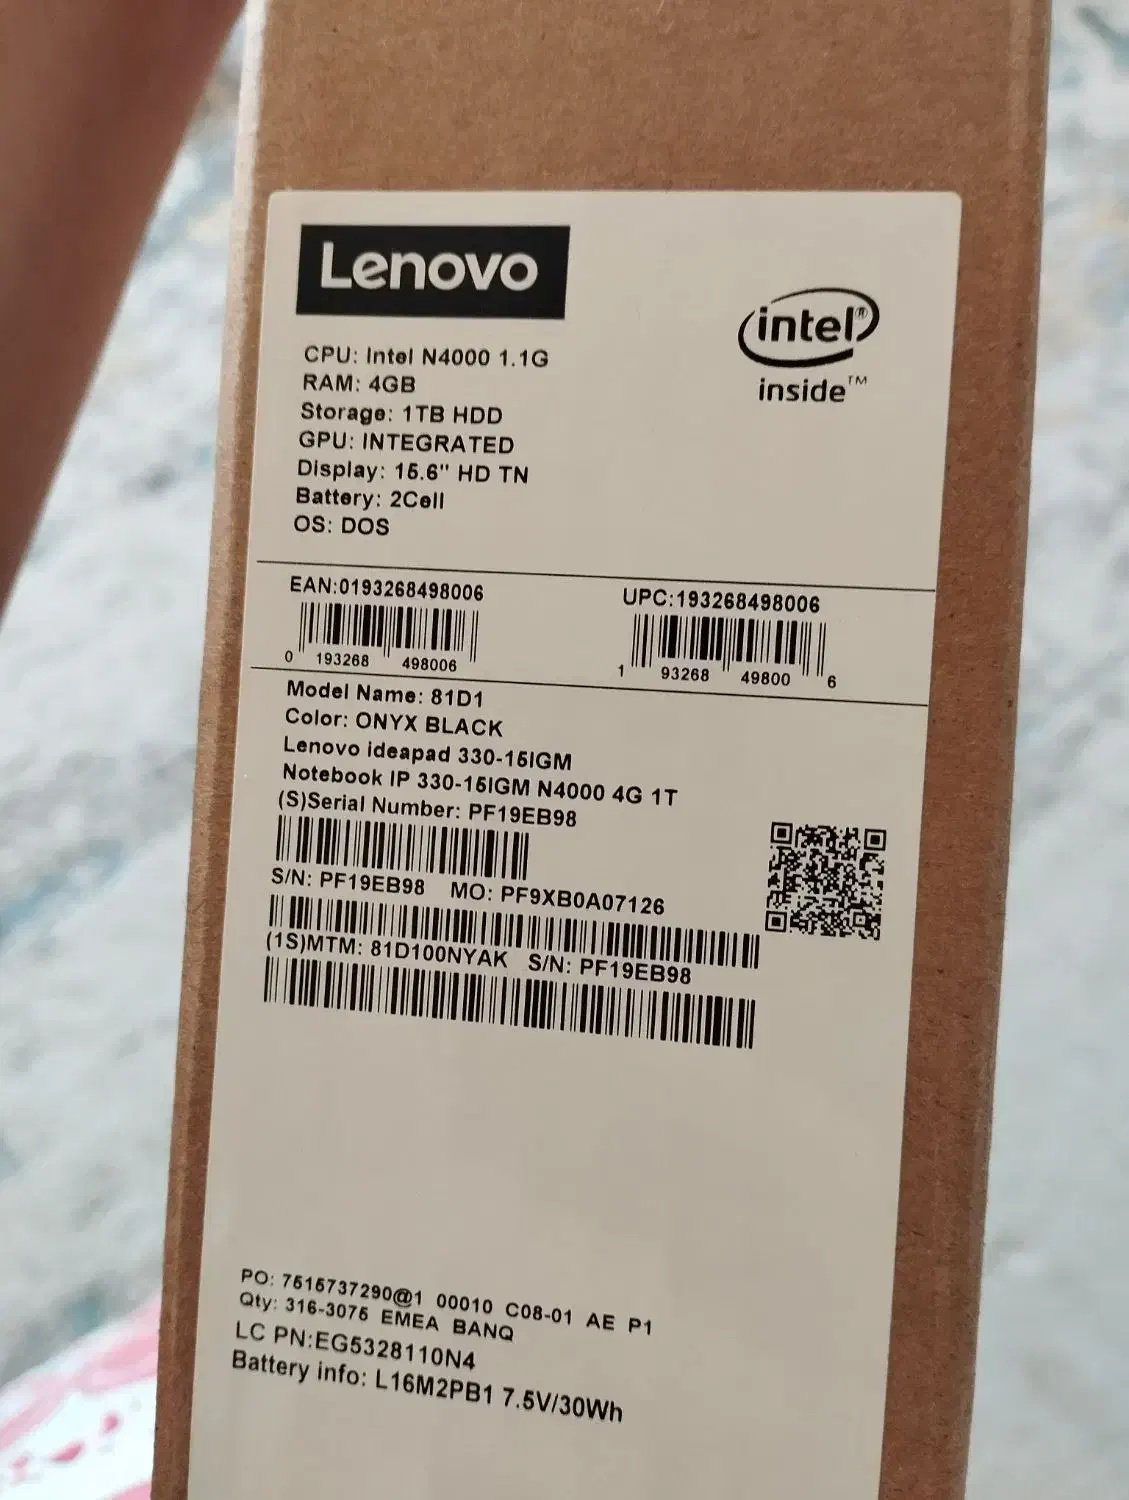 Lenovo
intel®
inside™
CPU: Intel N4000 1.1G
RAM: 4GB
Storage: 1TB HDD
GPU: INTEGRATED
Display: 15.6" HD TN
Battery: 2Cell
OS: DOS
EAN:0193268498006
UPC:193268498006
0 193268 498006
1 93268 49800 6
Model Name: 81D1
Color: ONYX BLACK
Lenovo ideapad 330-15IGM
Notebook IP 330-15IGM N4000 4G 1T
(S)Serial Number: PF19EB98
S/N: PF19EB98 MO: PF9XB0A07126
(1S)MTM: 81D100NYAK S/N: PF19EB98
PO: 7515737290@1 00010 C08-01 AE P1
Qty: 316-3075 EMEA BANQ
LC PN:EG5328110N4
Battery info: L16M2PB1 7.5V/30Wh